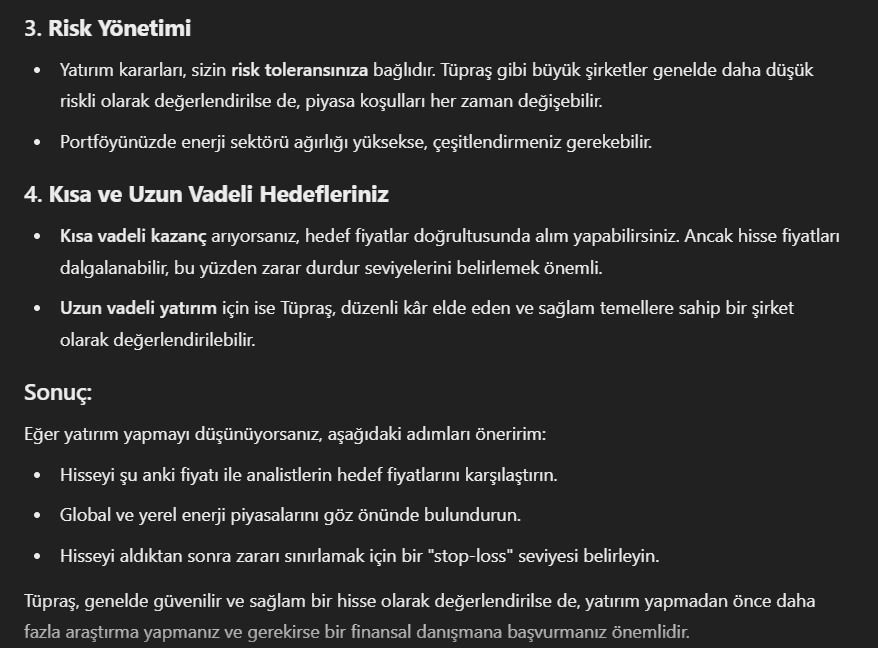 3. Risk Yönetimi
• Yatırım kararları, sizin risk toleransınıza bağlıdır. Tüpraş gibi büyük şirketler genelde daha düşük
riskli olarak değerlendirilse de, piyasa koşulları her zaman değişebilir.
• Portföyünüzde enerji sektörü ağırlığı yüksekse, çeşitlendirmeniz gerekebilir.
4. Kısa ve Uzun Vadeli Hedefleriniz
• Kısa vadeli kazanç arıyorsanız, hedef fiyatlar doğrultusunda alım yapabilirsiniz. Ancak hisse fiyatları
dalgalanabilir, bu yüzden zarar durdur seviyelerini belirlemek önemli.
• Uzun vadeli yatırım için ise Tüpraş, düzenli kâr elde eden ve sağlam temellere sahip bir şirket
olarak değerlendirilebilir.
Sonuç:
Eğer yatırım yapmayı düşünüyorsanız, aşağıdaki adımları öneririm:
• Hisseyi şu anki fiyatı ile analistlerin hedef fiyatlarını karşılaştırın.
• Global ve yerel enerji piyasalarını göz önünde bulundurun.
• Hisseyi aldıktan sonra zararı sınırlamak için bir "stop-loss" seviyesi belirleyin.
Tüpraş, genelde güvenilir ve sağlam bir hisse olarak değerlendirilse de, yatırım yapmadan önce daha
fazla araştırma yapmanız ve gerekirse bir finansal danışmana başvurmanız önemlidir.